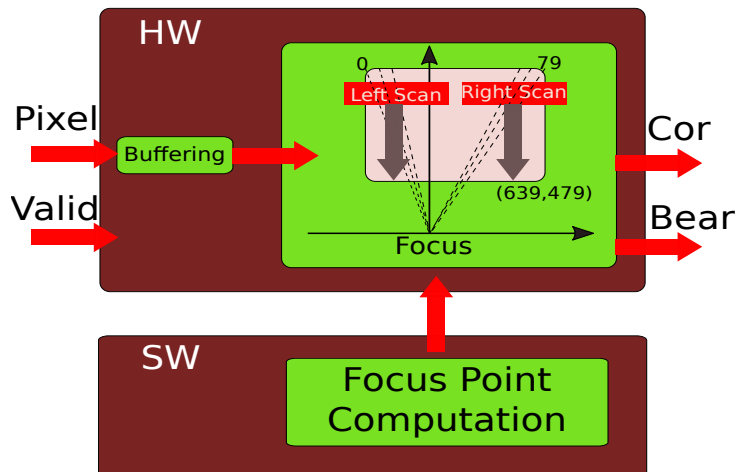 HW
0
79
Left Scan
Right Scan
Pixel
Cor
Buffering
(639,479)
Valid
Bear
Focus
SW
Focus Point
Computation